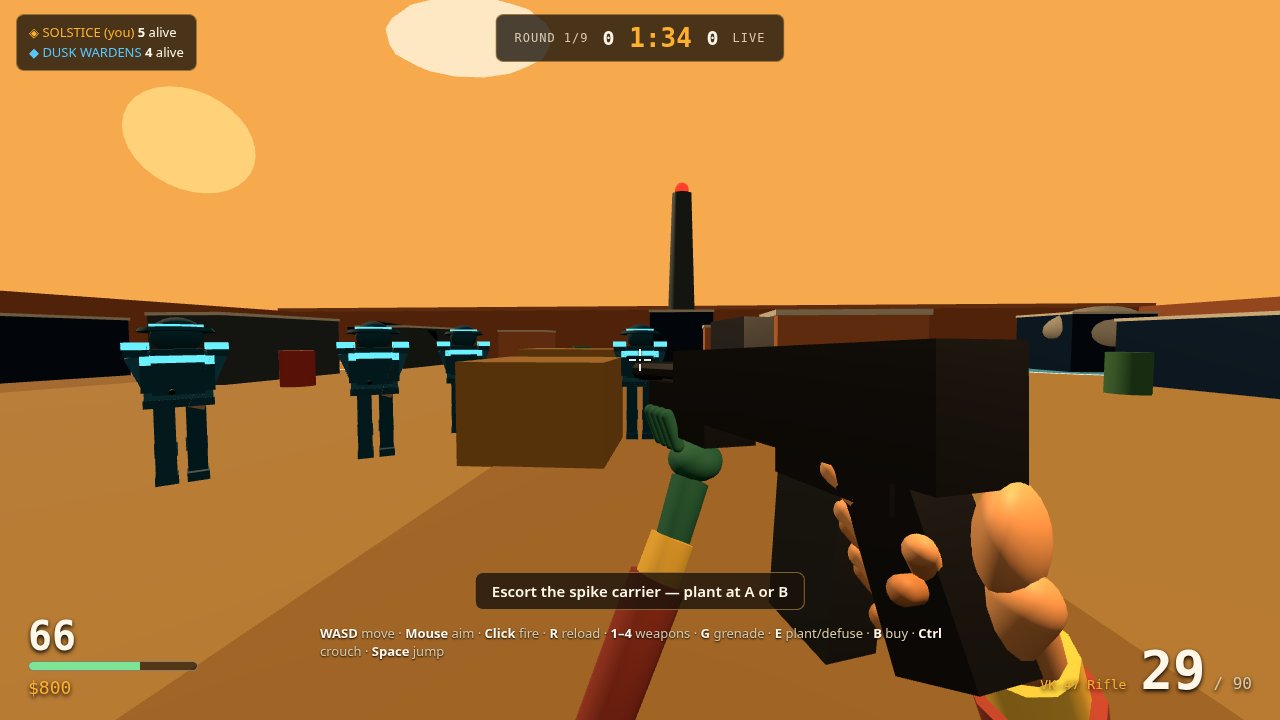 ◈ SOLSTICE (you) 5 alive
◆ DUSK WARDENS 4 alive
ROUND 1/9 0 1:34 0 LIVE
Escort the spike carrier — plant at A or B
WASD move · Mouse aim · Click fire · R reload · 1–4 weapons · G grenade · E plant/defuse · B buy · Ctrl
crouch · Space jump
66
$800
Rifle 29 / 90